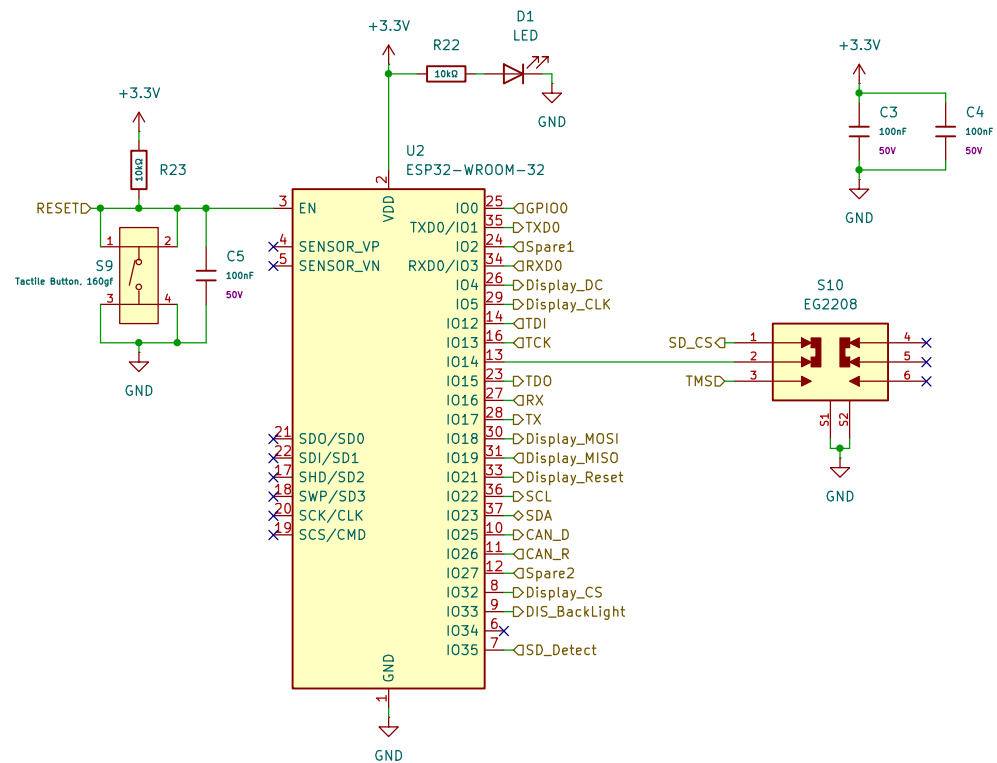 +3.3V
R22
10kΩ
D1
LED
GND
+3.3V
C3
100nF
50V
C4
100nF
50V
GND
+3.3V
R23
10kΩ
RESET
S9
Tactile Button, 160gf
1
2
3
4
C5
100nF
50V
GND
U2
ESP32-WROOM-32
2
VDD
3 EN
4 SENSOR_VP
5 SENSOR_VN
21 SDO/SD0
22 SDI/SD1
17 SHD/SD2
18 SWP/SD3
20 SCK/CLK
19 SCS/CMD
IO0 25 GPIO0
TXD0/IO1 35 TXD0
IO2 24 Spare1
RXD0/IO3 34 RXD0
IO4 26 Display_DC
IO5 29 Display_CLK
IO12 14 TDI
IO13 16 TCK
IO14 13
IO15 23 TDO
IO16 27 RX
IO17 28 TX
IO18 30 Display_MOSI
IO19 31 Display_MISO
IO21 33 Display_Reset
IO22 36 SCL
IO23 37 SDA
IO25 10 CAN_D
IO26 11 CAN_R
IO27 12 Spare2
IO32 8 Display_CS
IO33 9 DIS_BackLight
IO34 6
IO35 7 SD_Detect
GND
1
GND
S10
EG2208
SD_CS 1
2
TMS 3
4
5
6
S1
S2
GND